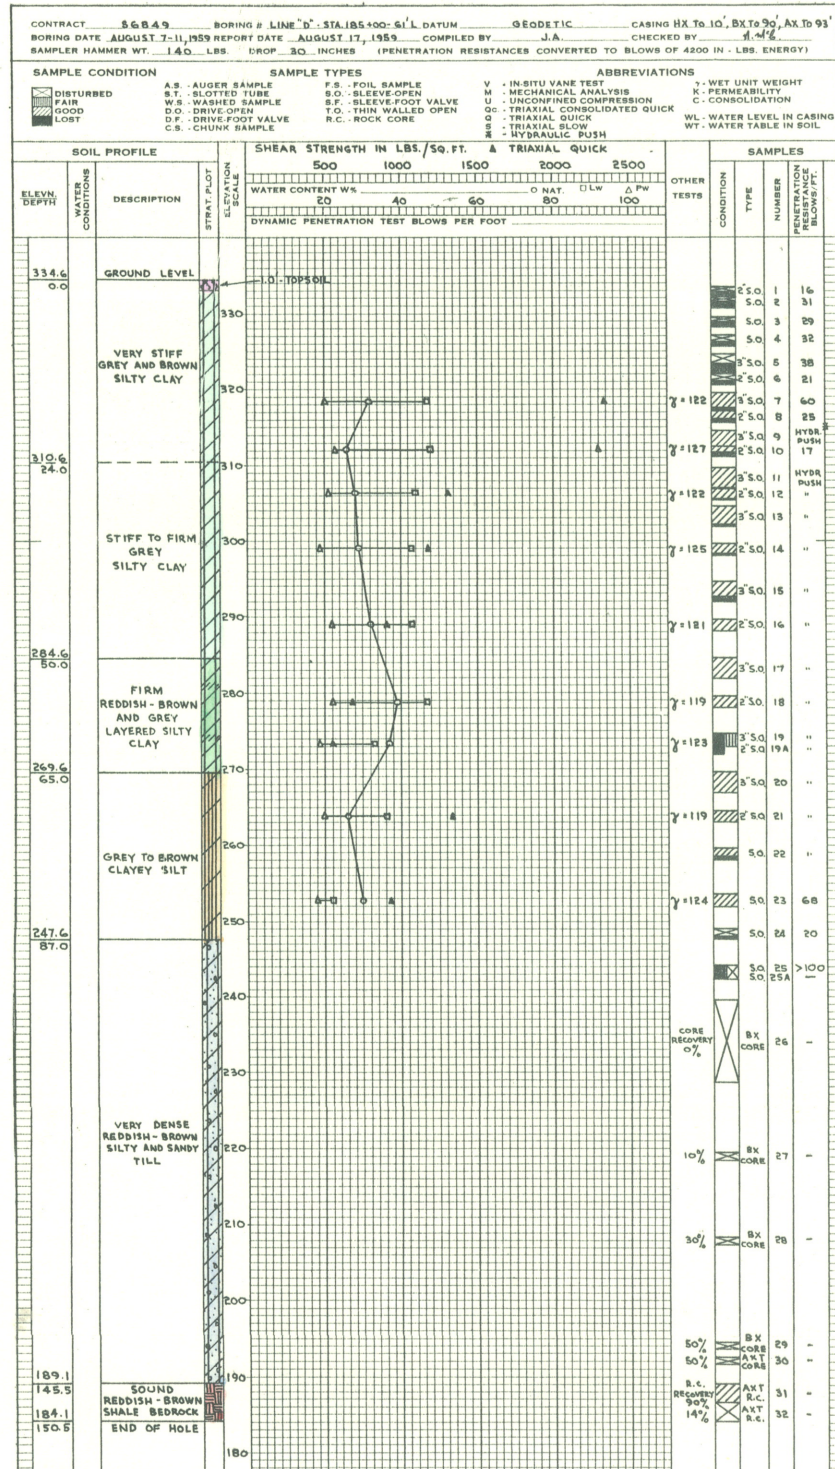 CONTRACT 86849 BORING # LINE "D" - STA. 185+00-61' L DATUM GEODETIC CASING HX TO 10', BX TO 90', AX TO 93'
BORING DATE AUGUST 7-11, 1959 REPORT DATE AUGUST 17, 1959 COMPILED BY J.A. CHECKED BY
SAMPLER HAMMER WT. 140 LBS. DROP 30 INCHES (PENETRATION RESISTANCES CONVERTED TO BLOWS OF 4200 IN - LBS. ENERGY)
SAMPLE CONDITION
DISTURBED
FAIR
GOOD
LOST
SAMPLE TYPES
A.S. - AUGER SAMPLE
S.T. - SLOTTED TUBE
W.S. - WASHED SAMPLE
D.O. - DRIVE-OPEN
D.F. - DRIVE-FOOT VALVE
C.S. - CHUNK SAMPLE
F.S. - FOIL SAMPLE
S.O. - SLEEVE-OPEN
S.F. - SLEEVE-FOOT VALVE
T.O. - THIN WALLED OPEN
R.C. - ROCK CORE
ABBREVIATIONS
V - IN-SITU VANE TEST
M - MECHANICAL ANALYSIS
U - UNCONFINED COMPRESSION
Qc - TRIAXIAL CONSOLIDATED QUICK
Q - TRIAXIAL QUICK
S - TRIAXIAL SLOW
- HYDRAULIC PUSH
γ - WET UNIT WEIGHT
K - PERMEABILITY
C - CONSOLIDATION
WL - WATER LEVEL IN CASING
WT - WATER TABLE IN SOIL
SOIL PROFILE
ELEVN.
DEPTH
WATER CONDITIONS
DESCRIPTION
STRAT. PLOT
ELEVATION SCALE
SHEAR STRENGTH IN LBS./SQ.FT. ▲ TRIAXIAL QUICK
500 1000 1500 2000 2500
WATER CONTENT W% O NAT. □ Lw △ Pw
20 40 60 80 100
DYNAMIC PENETRATION TEST BLOWS PER FOOT
OTHER TESTS
SAMPLES
CONDITION
TYPE
NUMBER
PENETRATION RESISTANCE BLOWS/FT.
334.6 GROUND LEVEL
0.0
1.0' - TOPSOIL
VERY STIFF
GREY AND BROWN
SILTY CLAY
310.6
24.0
STIFF TO FIRM
GREY
SILTY CLAY
284.6
50.0
FIRM
REDDISH-BROWN
AND GREY
LAYERED SILTY
CLAY
269.6
65.0
GREY TO BROWN
CLAYEY SILT
247.6
87.0
VERY DENSE
REDDISH-BROWN
SILTY AND SANDY
TILL
189.1
145.5
SOUND
REDDISH-BROWN
SHALE BEDROCK
184.1
150.5
END OF HOLE
330
320
310
300
290
280
270
260
250
240
230
220
210
200
190
180
2" S.O. 1 16
S.O. 2 31
S.O. 3 29
S.O. 4 32
3" S.O. 5 38
2" S.O. 6 21
γ=122 3" S.O. 7 60
2" S.O. 8 25
3" S.O. 9 HYDR. PUSH
γ=127 2" S.O. 10 17
3" S.O. 11 HYDR PUSH
γ=122 2" S.O. 12 "
3" S.O. 13 "
γ=125 2" S.O. 14 "
3" S.O. 15 "
γ=121 2" S.O. 16 "
3" S.O. 17 "
γ=119 2" S.O. 18 "
γ=123 3" S.O. 19 "
2" S.O. 19A "
3" S.O. 20 "
γ=119 2" S.O. 21 "
S.O. 22 "
γ=124 S.O. 23 68
S.O. 24 20
S.O. 25 >100
S.O. 25A —
CORE RECOVERY 0% BX CORE 26 -
10% BX CORE 27 -
30% BX CORE 28 -
50% BX CORE 29 -
50% AXT CORE 30 -
R.C. RECOVERY 90% AXT R.C. 31 -
14% AXT R.C. 32 -